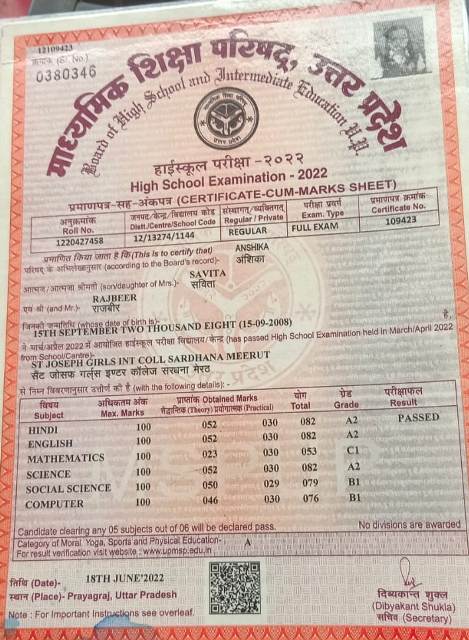 12109423
क्रमांक (Sl. No.)
0380346
माध्यमिक शिक्षा परिषद्, उत्तर प्रदेश
Board of High School and Intermediate Education U.P.
हाईस्कूल परीक्षा -२०२२
High School Examination - 2022
प्रमाणपत्र-सह-अंकपत्र (CERTIFICATE-CUM-MARKS SHEET)
अनुक्रमांक जनपद/केन्द्र/विद्यालय कोड संस्थागत/व्यक्तिगत परीक्षा प्रवर्ग प्रमाणपत्र क्रमांक
Roll No. Distt./Centre/School Code Regular / Private Exam. Type Certificate No.
1220427458 12/13274/1144 REGULAR FULL EXAM 109423
प्रमाणित किया जाता है कि (This is to certify that) ANSHIKA
परिषद् के अभिलेखानुसार (according to the Board's record)- अंशिका
SAVITA
आत्मज/आत्मजा श्रीमती (son/daughter of Mrs.)- सविता
RAJBEER
एवं श्री (and Mr.)- राजबीर
जिनकी जन्मतिथि (whose date of birth is)-
15TH SEPTEMBER TWO THOUSAND EIGHT (15-09-2008)
ने मार्च/अप्रैल 2022 में आयोजित हाईस्कूल परीक्षा विद्यालय/केन्द्र (has passed High School Examination held in March/April 2022
from School/Centre)-
ST JOSEPH GIRLS INT COLL SARDHANA MEERUT
सैंट जोसफ गर्लस इण्टर कॉलेज सरधना मेरठ
से निम्न विवरणानुसार उत्तीर्ण की है (with the following details):-
विषय अधिकतम अंक प्राप्तांक Obtained Marks योग ग्रेड परीक्षाफल
Subject Max. Marks सैद्धान्तिक (Theory) प्रयोगात्मक (Practical) Total Grade Result
HINDI 100 052 030 082 A2 PASSED
ENGLISH 100 052 030 082 A2
MATHEMATICS 100 023 030 053 C1
SCIENCE 100 052 030 082 A2
SOCIAL SCIENCE 100 050 029 079 B1
COMPUTER 100 046 030 076 B1
Candidate clearing any 05 subjects out of 06 will be declared pass. No divisions are awarded
Category of Moral, Yoga, Sports and Physical Education- A
For result verification visit website : www.upmsp.edu.in
तिथि (Date)- 18TH JUNE'2022
स्थान (Place)- Prayagraj, Uttar Pradesh
दिव्यकान्त शुक्ल
(Dibyakant Shukla)
सचिव (Secretary)
Note : For Important Instructions see overleaf.